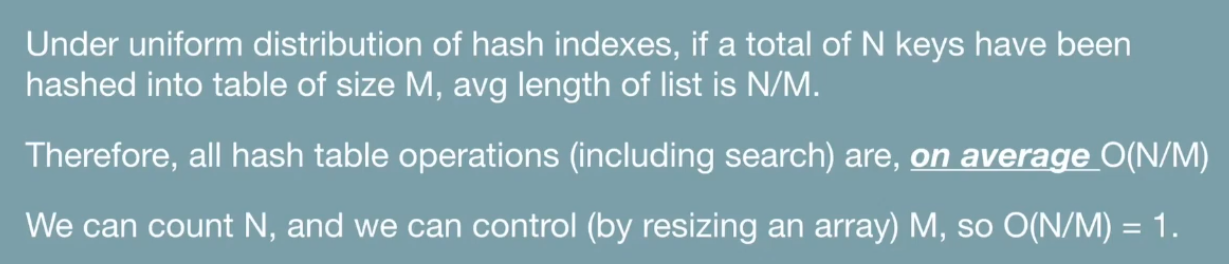 Under uniform distribution of hash indexes, if a total of N keys have been
hashed into table of size M, avg length of list is N/M.
Therefore, all hash table operations (including search) are, on average O(N/M)
We can count N, and we can control (by resizing an array) M, so O(N/M) = 1.